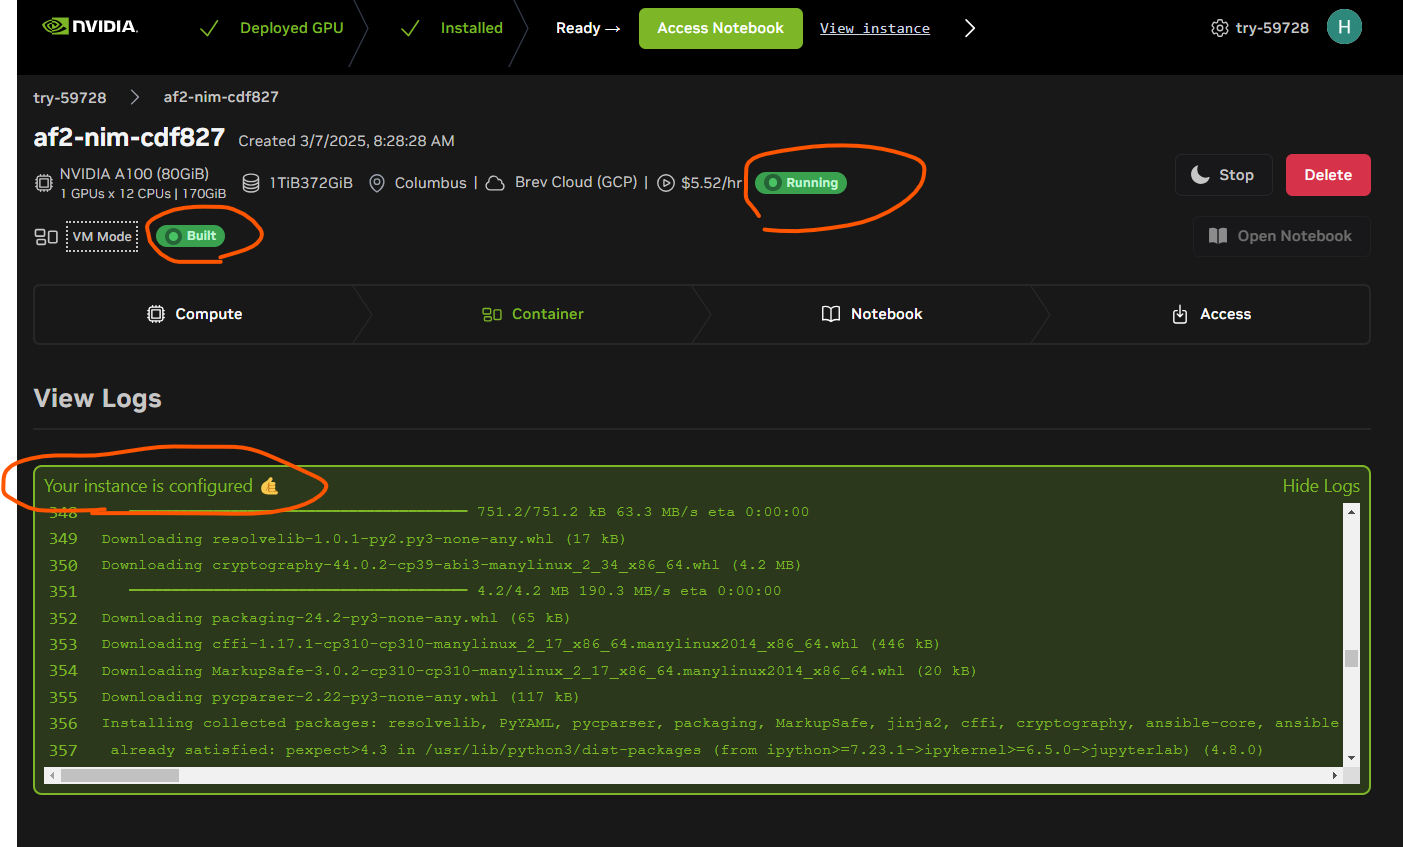 NVIDIA. Deployed GPU Installed Ready → Access Notebook View instance try-59728 H
try-59728 af2-nim-cdf827
af2-nim-cdf827 Created 3/7/2025, 8:28:28 AM
NVIDIA A100 (80GiB)
1 GPUs x 12 CPUs | 170GiB
1TiB372GiB Columbus | Brev Cloud (GCP) | $5.52/hr Running
Stop Delete
VM Mode Built
Open Notebook
Compute Container Notebook Access
View Logs
Your instance is configured 👍 Hide Logs
348 ━━━━━━━━━━━━━━━━━━━━ 751.2/751.2 kB 63.3 MB/s eta 0:00:00
349 Downloading resolvelib-1.0.1-py2.py3-none-any.whl (17 kB)
350 Downloading cryptography-44.0.2-cp39-abi3-manylinux_2_34_x86_64.whl (4.2 MB)
351 ━━━━━━━━━━━━━━━━━━━━ 4.2/4.2 MB 190.3 MB/s eta 0:00:00
352 Downloading packaging-24.2-py3-none-any.whl (65 kB)
353 Downloading cffi-1.17.1-cp310-cp310-manylinux_2_17_x86_64.manylinux2014_x86_64.whl (446 kB)
354 Downloading MarkupSafe-3.0.2-cp310-cp310-manylinux_2_17_x86_64.manylinux2014_x86_64.whl (20 kB)
355 Downloading pycparser-2.22-py3-none-any.whl (117 kB)
356 Installing collected packages: resolvelib, PyYAML, pycparser, packaging, MarkupSafe, jinja2, cffi, cryptography, ansible-core, ansible
357 already satisfied: pexpect>4.3 in /usr/lib/python3/dist-packages (from ipython>=7.23.1->ipykernel>=6.5.0->jupyterlab) (4.8.0)